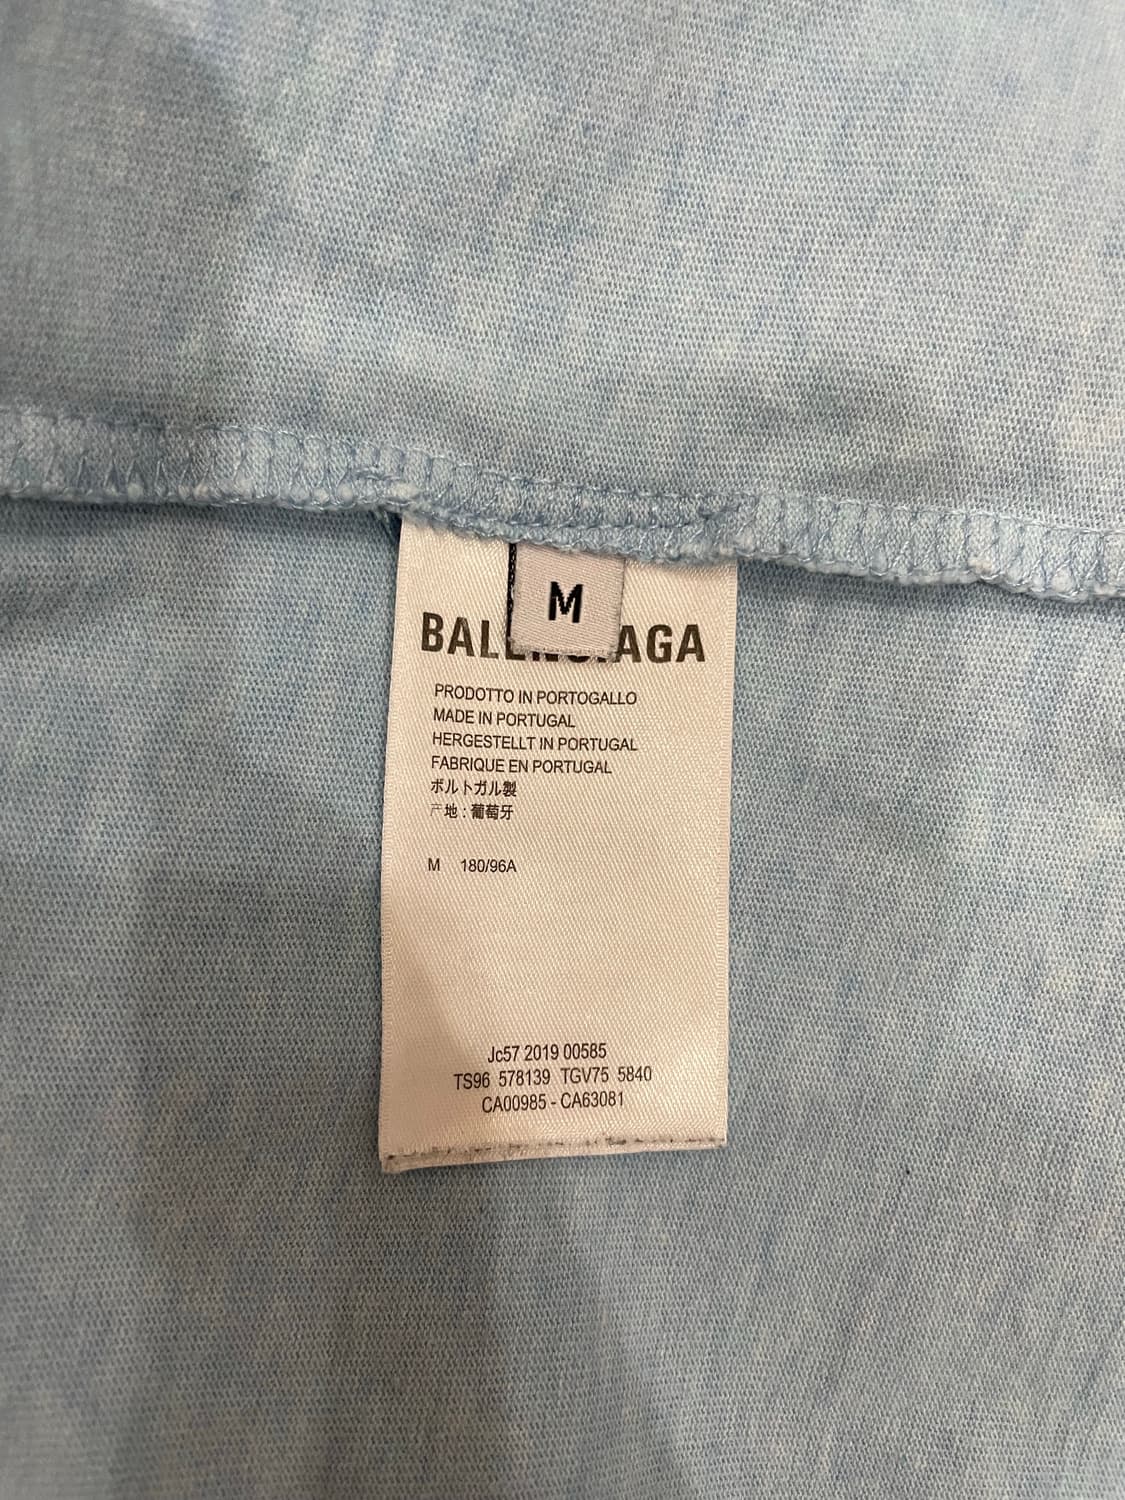 M
BALENCIAGA
PRODOTTO IN PORTOGALLO
MADE IN PORTUGAL
HERGESTELLT IN PORTUGAL
FABRIQUE EN PORTUGAL
ポルトガル製
产地 : 葡萄牙
M 180/96A
Jc57 2019 00585
TS96 578139 TGV75 5840
CA00985 - CA63081